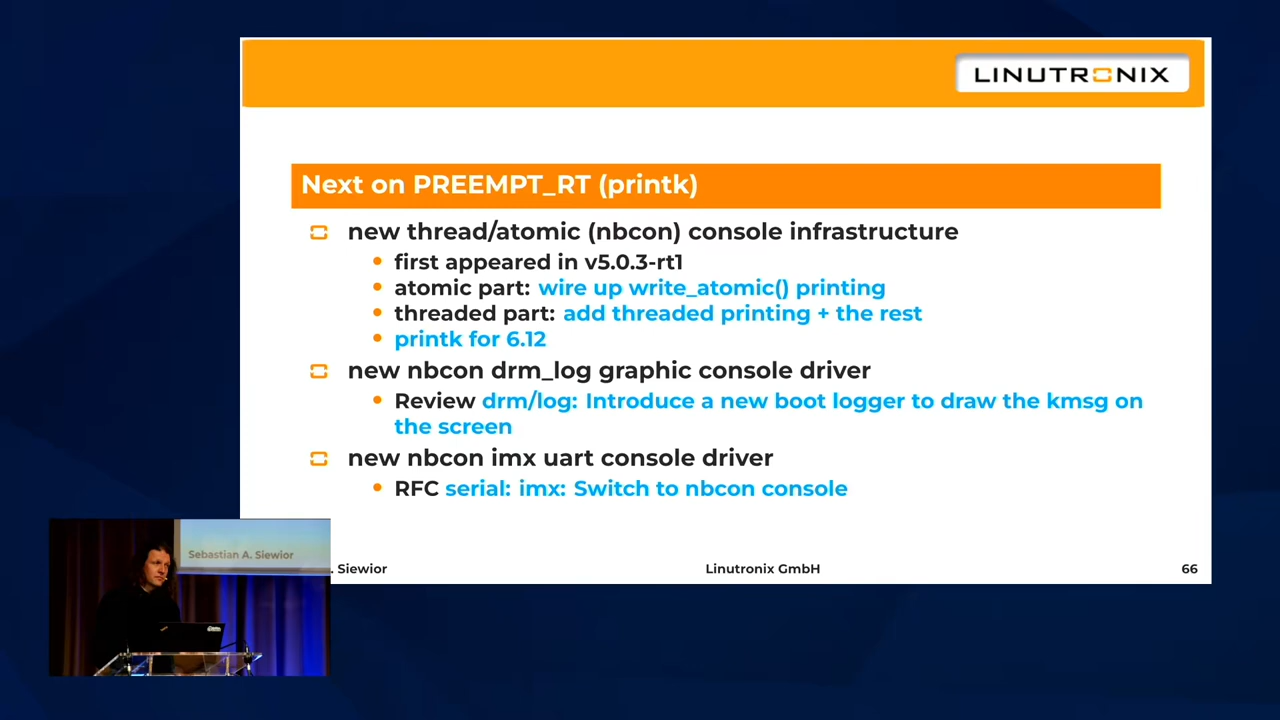 LINUTRONIX
Next on PREEMPT_RT (printk)
new thread/atomic (nbcon) console infrastructure
first appeared in v5.0.3-rt1
atomic part: wire up write_atomic() printing
threaded part: add threaded printing + the rest
printk for 6.12
new nbcon drm_log graphic console driver
Review drm/log: Introduce a new boot logger to draw the kmsg on
the screen
new nbcon imx uart console driver
RFC serial: imx: Switch to nbcon console
Sebastian A. Siewior
. Siewior
Linutronix GmbH
66